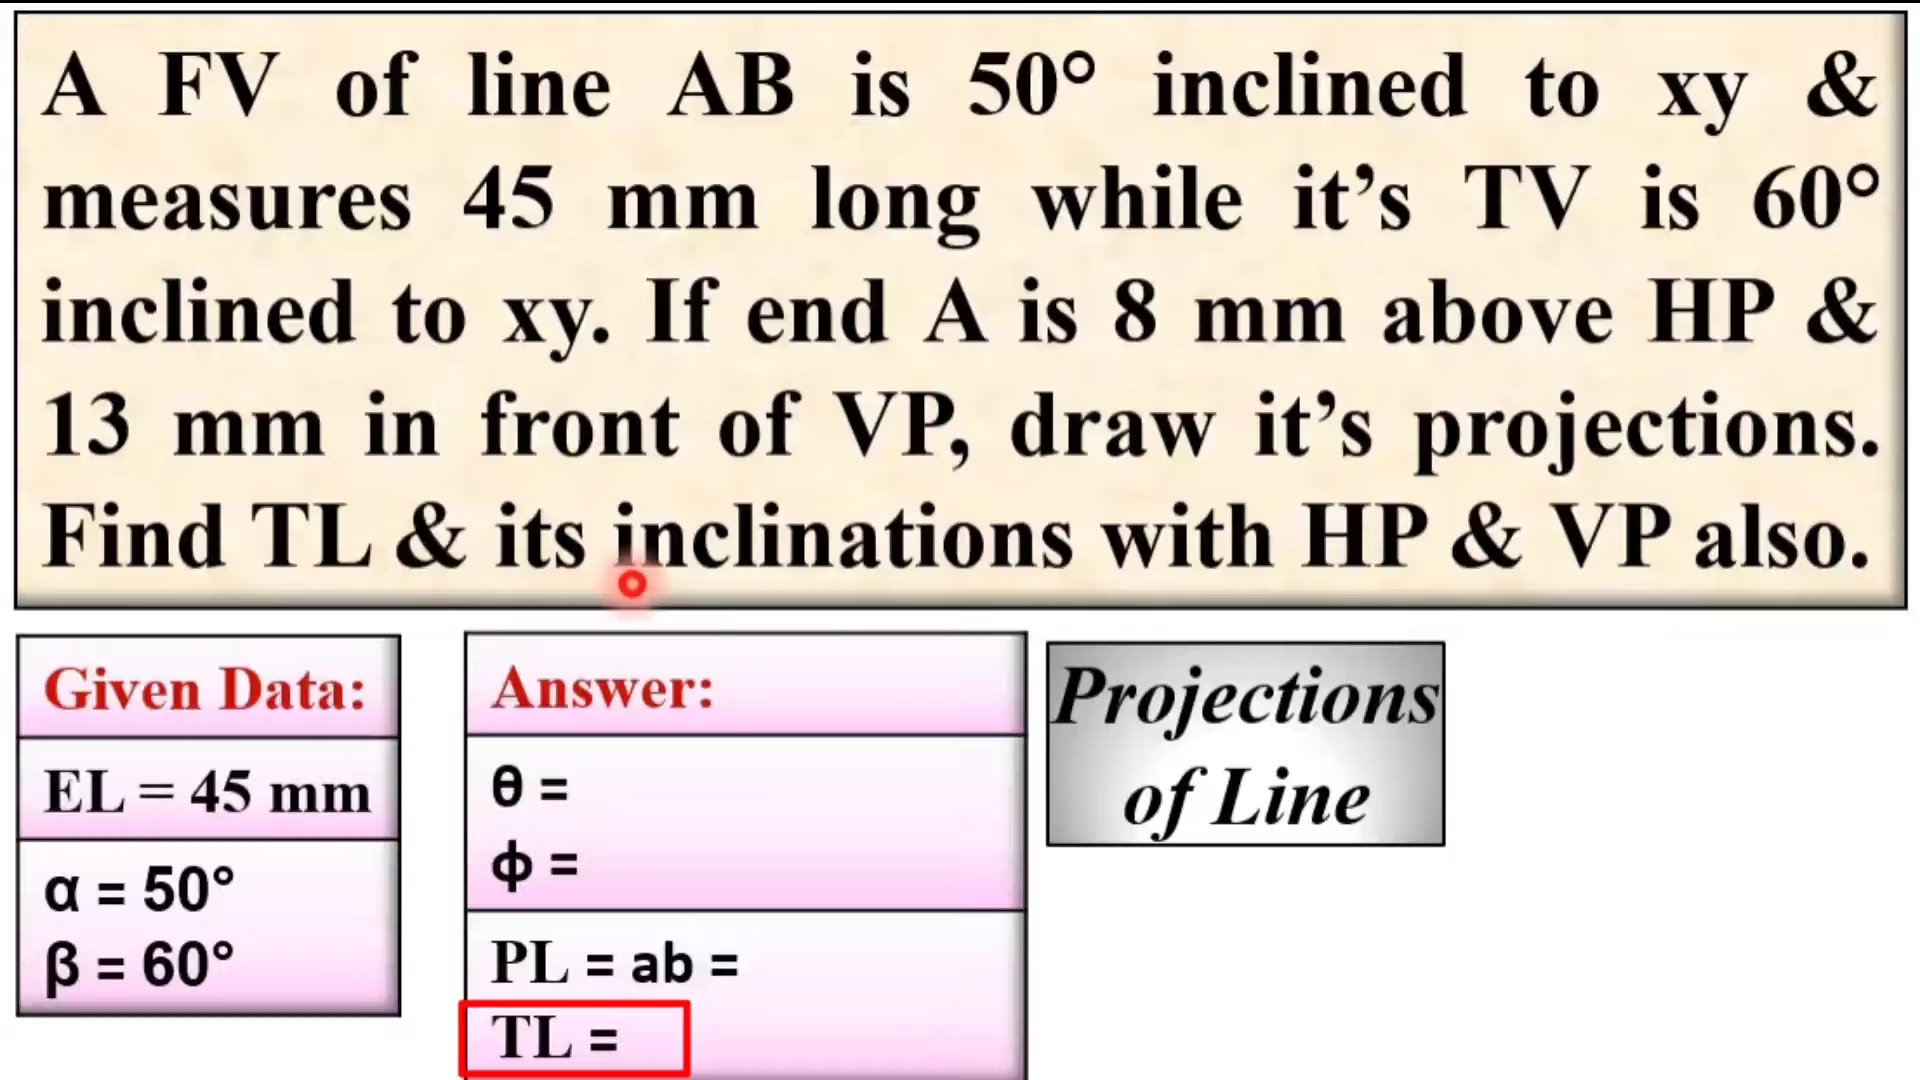 A FV of line AB is 50° inclined to xy &
measures 45 mm long while it’s TV is 60°
inclined to xy. If end A is 8 mm above HP &
13 mm in front of VP, draw it’s projections.
Find TL & its inclinations with HP & VP also.
Given Data:
EL = 45 mm
α = 50°
β = 60°
Answer:
θ =
ϕ =
PL = ab =
TL =
Projections
of Line